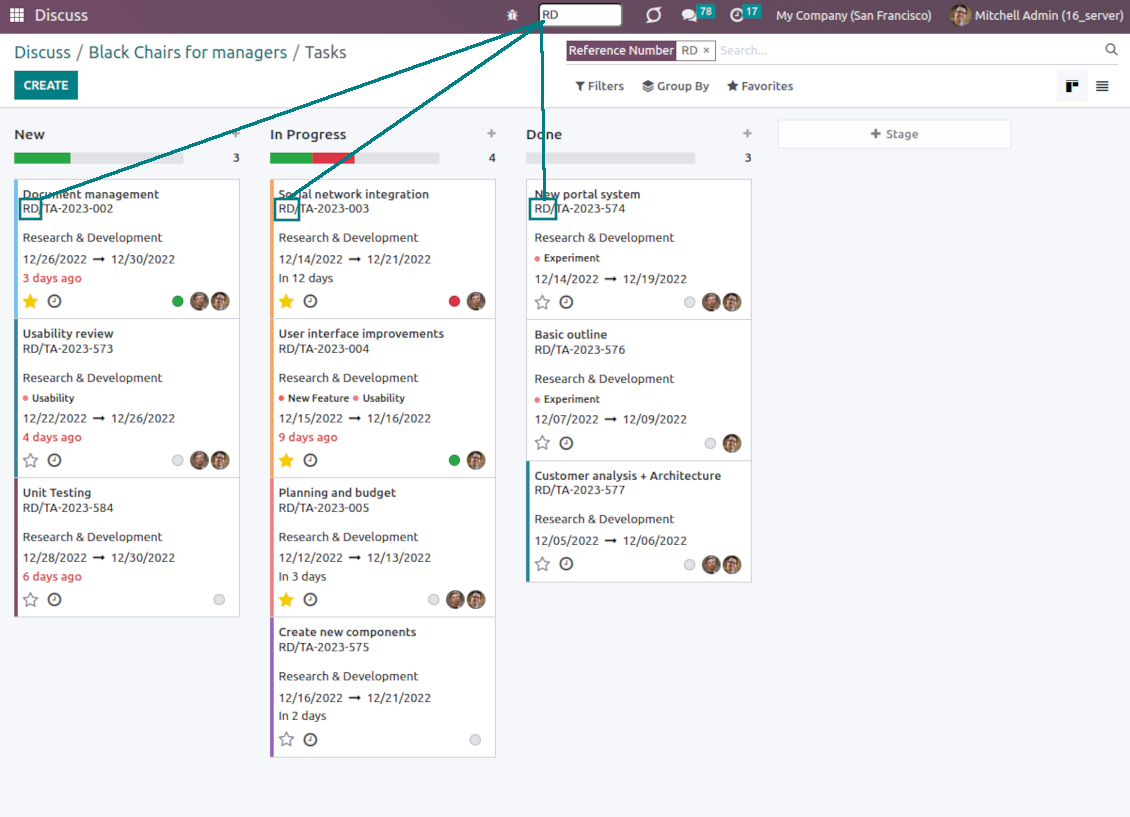 Discuss
RD
78
17
My Company (San Francisco)
Mitchell Admin (16_server)
Discuss / Black Chairs for managers / Tasks
Reference Number RD ×
Search...
CREATE
Filters
Group By
Favorites
New
3
Document management
RD/TA-2023-002
Research & Development
12/26/2022 → 12/30/2022
3 days ago
Usability review
RD/TA-2023-573
Research & Development
Usability
12/22/2022 → 12/26/2022
4 days ago
Unit Testing
RD/TA-2023-584
Research & Development
12/28/2022 → 12/30/2022
6 days ago
In Progress
4
Social network integration
RD/TA-2023-003
Research & Development
12/14/2022 → 12/21/2022
In 12 days
User interface improvements
RD/TA-2023-004
Research & Development
New Feature Usability
12/15/2022 → 12/16/2022
9 days ago
Planning and budget
RD/TA-2023-005
Research & Development
12/12/2022 → 12/13/2022
In 3 days
Create new components
RD/TA-2023-575
Research & Development
12/16/2022 → 12/21/2022
In 2 days
Done
3
New portal system
RD/TA-2023-574
Research & Development
Experiment
12/14/2022 → 12/19/2022
Basic outline
RD/TA-2023-576
Research & Development
Experiment
12/07/2022 → 12/09/2022
Customer analysis + Architecture
RD/TA-2023-577
Research & Development
12/05/2022 → 12/06/2022
+ Stage